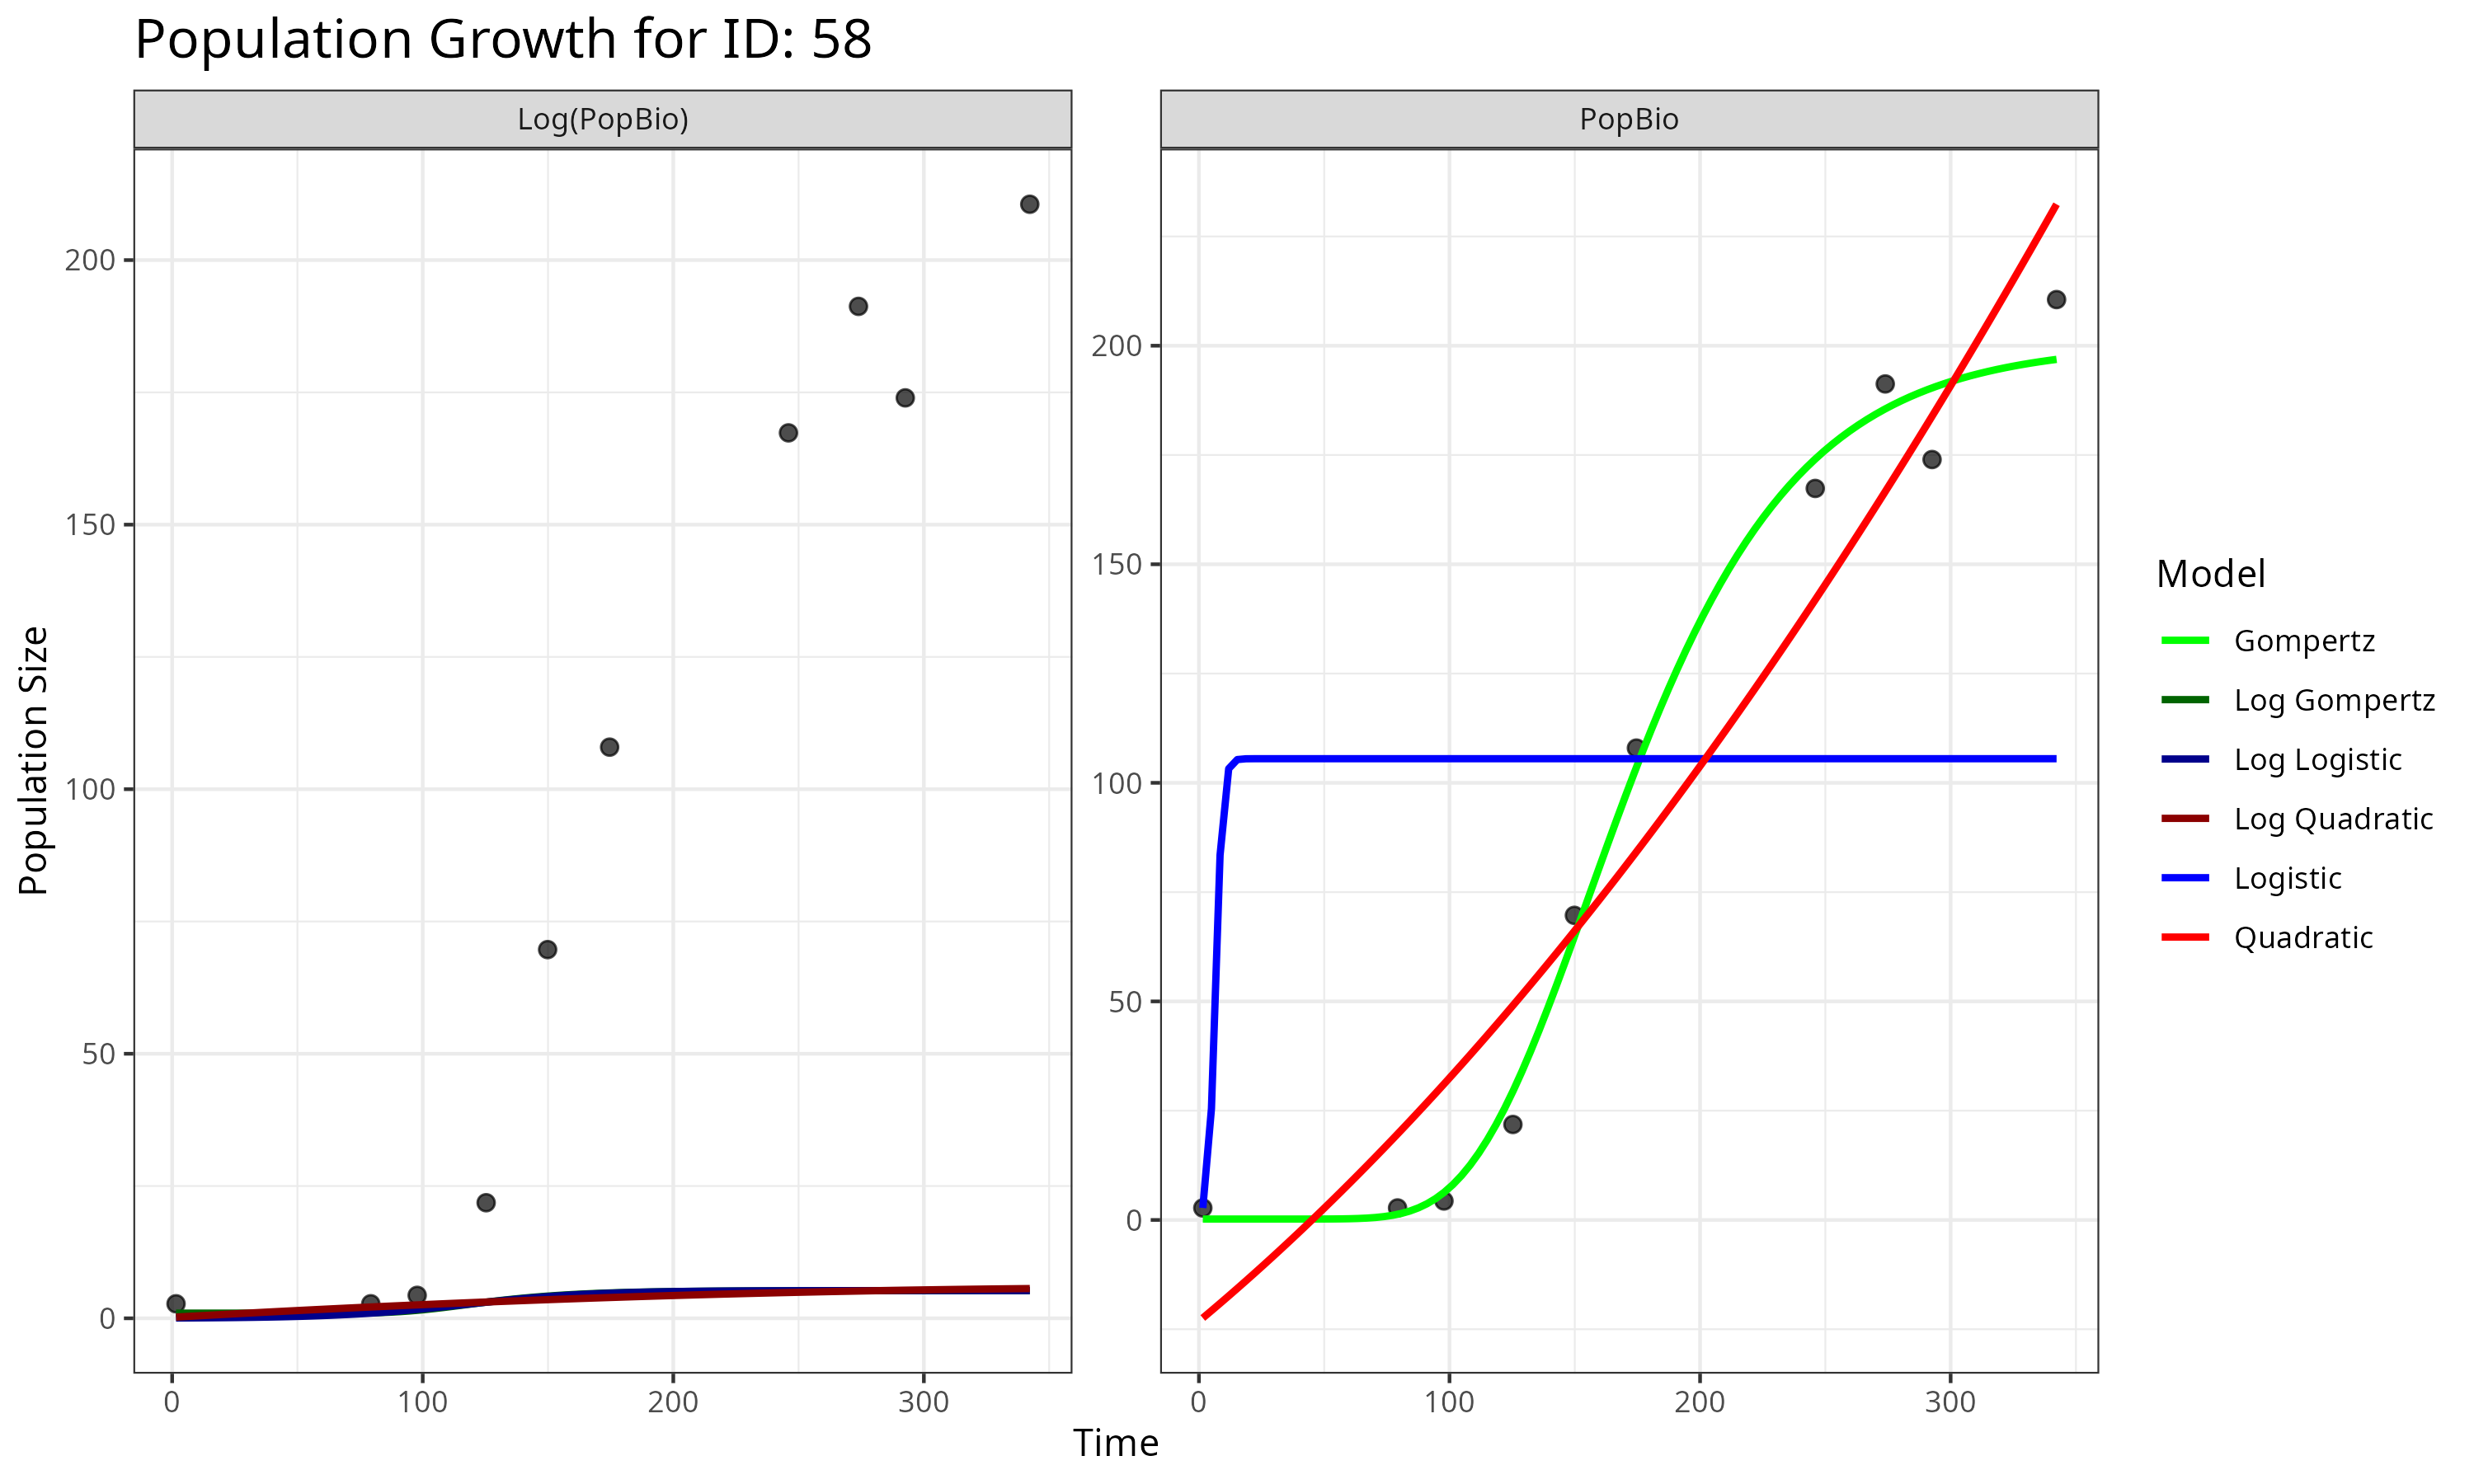 Population Growth for ID: 58
Log(PopBio)
PopBio
Population Size
200
150
100
50
0
200
150
100
50
0
0
100
200
300
0
100
200
300
Time
Model
Gompertz
Log Gompertz
Log Logistic
Log Quadratic
Logistic
Quadratic